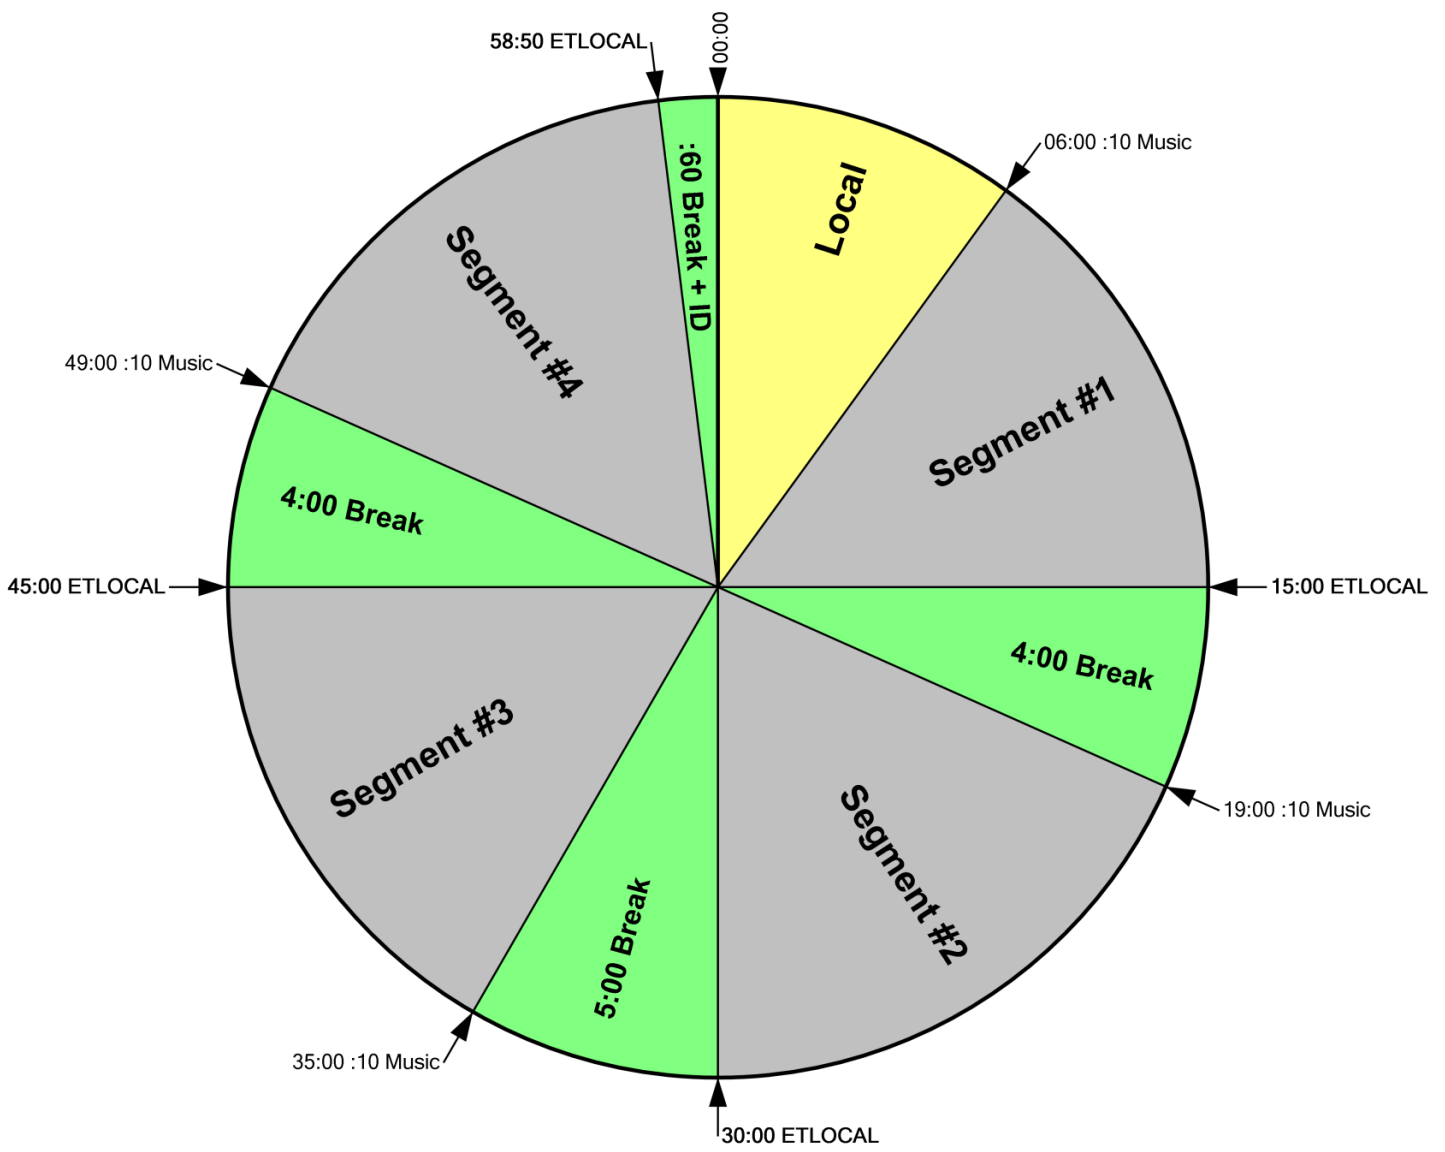 00:00
58:50 ETLOCAL
06:00 :10 Music
:60 Break + ID
Local
Segment #4
Segment #1
49:00 :10 Music
4:00 Break
45:00 ETLOCAL
15:00 ETLOCAL
4:00 Break
Segment #3
19:00 :10 Music
Segment #2
5:00 Break
35:00 :10 Music
30:00 ETLOCAL